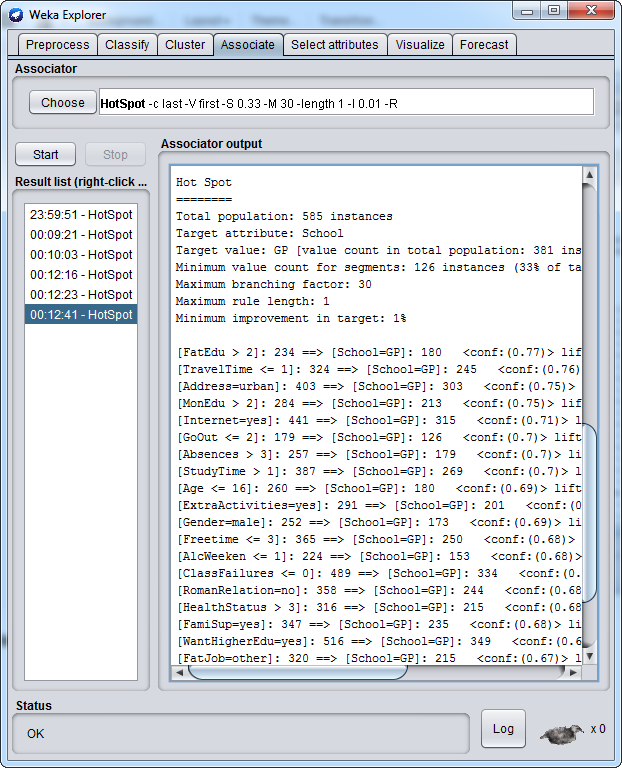 Weka Explorer
Preprocess Classify Cluster Associate Select attributes Visualize Forecast
Associator
Choose HotSpot -c last -V first -S 0.33 -M 30 -length 1 -I 0.01 -R
Start Stop
Result list (right-click ...
23:59:51 - HotSpot
00:09:21 - HotSpot
00:10:03 - HotSpot
00:12:16 - HotSpot
00:12:23 - HotSpot
00:12:41 - HotSpot
Associator output
Hot Spot
========
Total population: 585 instances
Target attribute: School
Target value: GP [value count in total population: 381 ins
Minimum value count for segments: 126 instances (33% of ta
Maximum branching factor: 30
Maximum rule length: 1
Minimum improvement in target: 1%
[FatEdu > 2]: 234 ==> [School=GP]: 180 <conf:(0.77)> lift
[TravelTime <= 1]: 324 ==> [School=GP]: 245 <conf:(0.76)
[Address=urban]: 403 ==> [School=GP]: 303 <conf:(0.75)>
[MonEdu > 2]: 284 ==> [School=GP]: 213 <conf:(0.75)> lif
[Internet=yes]: 441 ==> [School=GP]: 315 <conf:(0.71)> l
[GoOut <= 2]: 179 ==> [School=GP]: 126 <conf:(0.7)> lift
[Absences > 3]: 257 ==> [School=GP]: 179 <conf:(0.7)> li
[StudyTime > 1]: 387 ==> [School=GP]: 269 <conf:(0.7)> l
[Age <= 16]: 260 ==> [School=GP]: 180 <conf:(0.69)> lift
[ExtraActivities=yes]: 291 ==> [School=GP]: 201 <conf:(0
[Gender=male]: 252 ==> [School=GP]: 173 <conf:(0.69)> li
[Freetime <= 3]: 365 ==> [School=GP]: 250 <conf:(0.68)>
[AlcWeeken <= 1]: 224 ==> [School=GP]: 153 <conf:(0.68)>
[ClassFailures <= 0]: 489 ==> [School=GP]: 334 <conf:(0.
[RomanRelation=no]: 358 ==> [School=GP]: 244 <conf:(0.68
[HealthStatus > 3]: 316 ==> [School=GP]: 215 <conf:(0.68
[FamiSup=yes]: 347 ==> [School=GP]: 235 <conf:(0.68)> li
[WantHigherEdu=yes]: 516 ==> [School=GP]: 349 <conf:(0.6
[FatJob=other]: 320 ==> [School=GP]: 215 <conf:(0.67)> l
Status
OK
Log
x 0